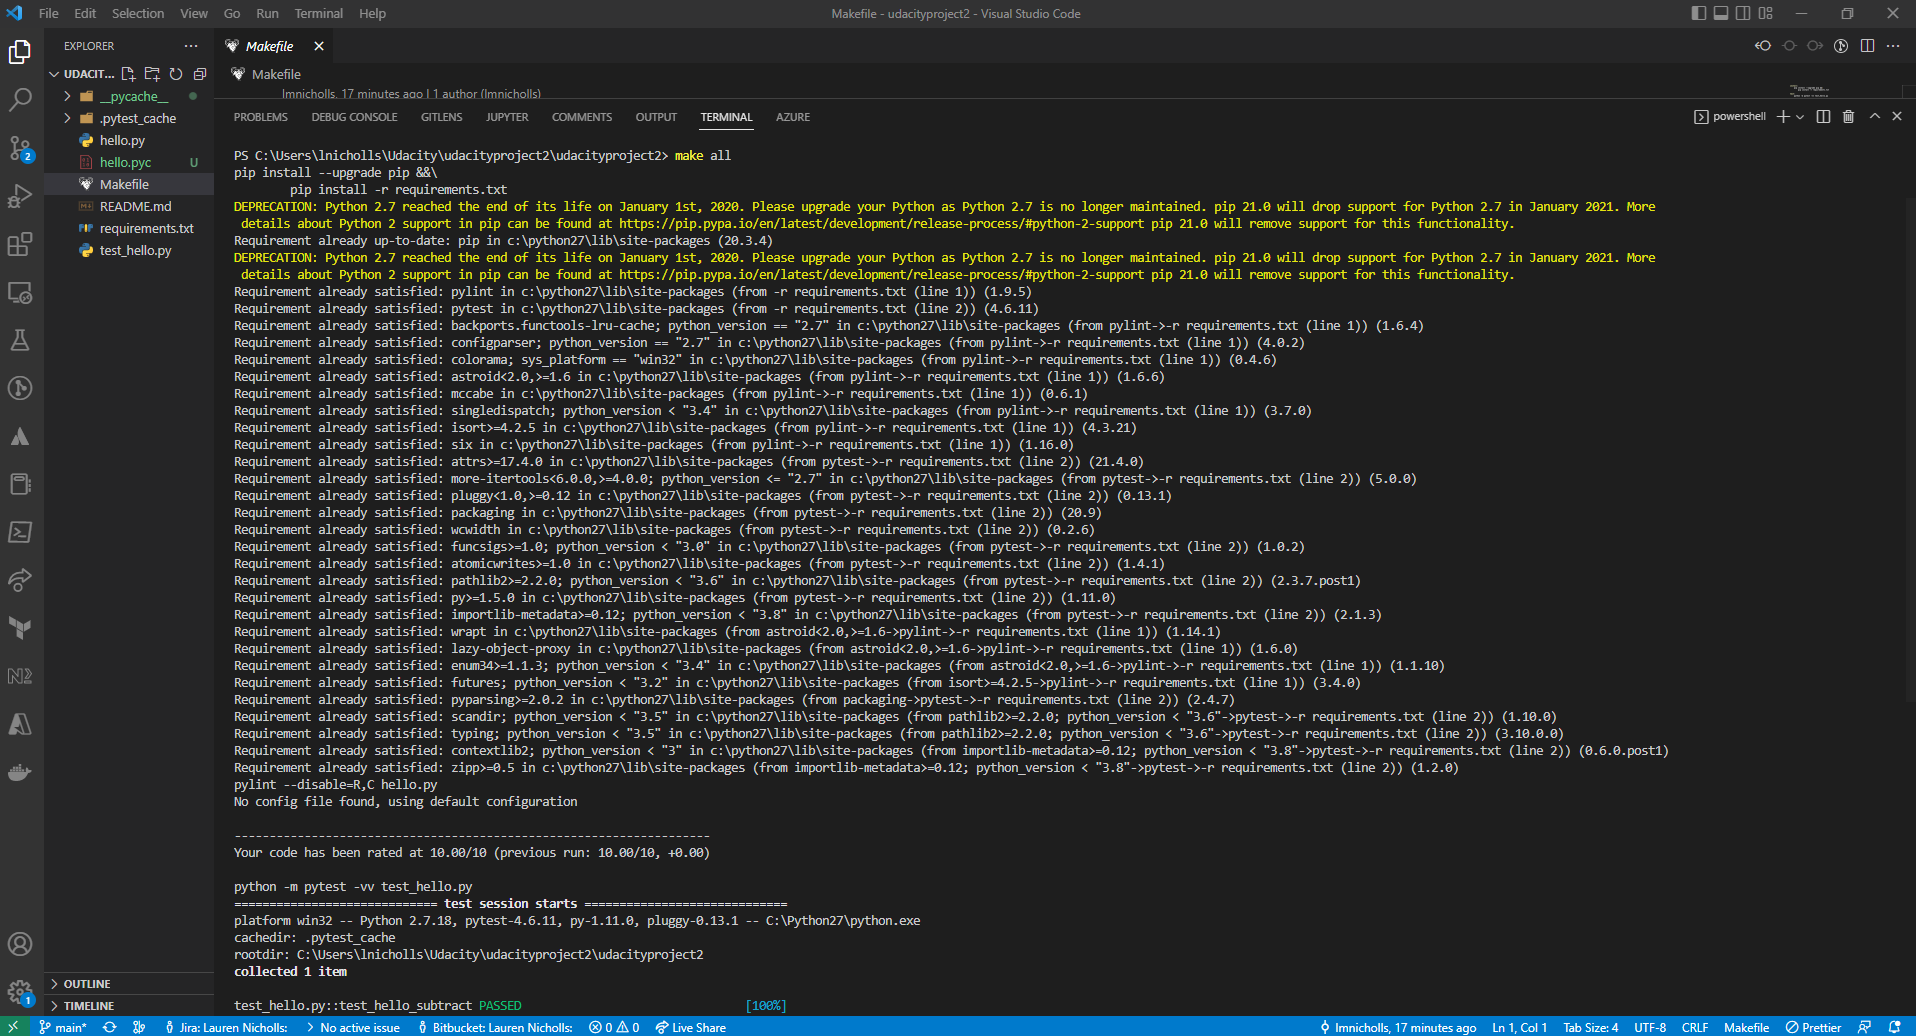 File Edit Selection View Go Run Terminal Help
Makefile - udacityproject2 - Visual Studio Code
EXPLORER
UDACIT...
__pycache__
.pytest_cache
hello.py
hello.pyc U
Makefile
README.md
requirements.txt
test_hello.py
OUTLINE
TIMELINE
2
1
Makefile
Makefile
lmnicholls, 17 minutes ago | 1 author (lmnicholls)
PROBLEMS DEBUG CONSOLE GITLENS JUPYTER COMMENTS OUTPUT TERMINAL AZURE
powershell
PS C:\Users\lnicholls\Udacity\udacityproject2\udacityproject2> make all
pip install --upgrade pip &&\
pip install -r requirements.txt
DEPRECATION: Python 2.7 reached the end of its life on January 1st, 2020. Please upgrade your Python as Python 2.7 is no longer maintained. pip 21.0 will drop support for Python 2.7 in January 2021. More
details about Python 2 support in pip can be found at https://pip.pypa.io/en/latest/development/release-process/#python-2-support pip 21.0 will remove support for this functionality.
Requirement already up-to-date: pip in c:\python27\lib\site-packages (20.3.4)
DEPRECATION: Python 2.7 reached the end of its life on January 1st, 2020. Please upgrade your Python as Python 2.7 is no longer maintained. pip 21.0 will drop support for Python 2.7 in January 2021. More
details about Python 2 support in pip can be found at https://pip.pypa.io/en/latest/development/release-process/#python-2-support pip 21.0 will remove support for this functionality.
Requirement already satisfied: pylint in c:\python27\lib\site-packages (from -r requirements.txt (line 1)) (1.9.5)
Requirement already satisfied: pytest in c:\python27\lib\site-packages (from -r requirements.txt (line 2)) (4.6.11)
Requirement already satisfied: backports.functools-lru-cache; python_version == "2.7" in c:\python27\lib\site-packages (from pylint->-r requirements.txt (line 1)) (1.6.4)
Requirement already satisfied: configparser; python_version == "2.7" in c:\python27\lib\site-packages (from pylint->-r requirements.txt (line 1)) (4.0.2)
Requirement already satisfied: colorama; sys_platform == "win32" in c:\python27\lib\site-packages (from pylint->-r requirements.txt (line 1)) (0.4.6)
Requirement already satisfied: astroid<2.0,>=1.6 in c:\python27\lib\site-packages (from pylint->-r requirements.txt (line 1)) (1.6.6)
Requirement already satisfied: mccabe in c:\python27\lib\site-packages (from pylint->-r requirements.txt (line 1)) (0.6.1)
Requirement already satisfied: singledispatch; python_version < "3.4" in c:\python27\lib\site-packages (from pylint->-r requirements.txt (line 1)) (3.7.0)
Requirement already satisfied: isort>=4.2.5 in c:\python27\lib\site-packages (from pylint->-r requirements.txt (line 1)) (4.3.21)
Requirement already satisfied: six in c:\python27\lib\site-packages (from pylint->-r requirements.txt (line 1)) (1.16.0)
Requirement already satisfied: attrs>=17.4.0 in c:\python27\lib\site-packages (from pytest->-r requirements.txt (line 2)) (21.4.0)
Requirement already satisfied: more-itertools<6.0.0,>=4.0.0; python_version <= "2.7" in c:\python27\lib\site-packages (from pytest->-r requirements.txt (line 2)) (5.0.0)
Requirement already satisfied: pluggy<1.0,>=0.12 in c:\python27\lib\site-packages (from pytest->-r requirements.txt (line 2)) (0.13.1)
Requirement already satisfied: packaging in c:\python27\lib\site-packages (from pytest->-r requirements.txt (line 2)) (20.9)
Requirement already satisfied: wcwidth in c:\python27\lib\site-packages (from pytest->-r requirements.txt (line 2)) (0.2.6)
Requirement already satisfied: funcsigs>=1.0; python_version < "3.0" in c:\python27\lib\site-packages (from pytest->-r requirements.txt (line 2)) (1.0.2)
Requirement already satisfied: atomicwrites>=1.0 in c:\python27\lib\site-packages (from pytest->-r requirements.txt (line 2)) (1.4.1)
Requirement already satisfied: pathlib2>=2.2.0; python_version < "3.6" in c:\python27\lib\site-packages (from pytest->-r requirements.txt (line 2)) (2.3.7.post1)
Requirement already satisfied: py>=1.5.0 in c:\python27\lib\site-packages (from pytest->-r requirements.txt (line 2)) (1.11.0)
Requirement already satisfied: importlib-metadata>=0.12; python_version < "3.8" in c:\python27\lib\site-packages (from pytest->-r requirements.txt (line 2)) (2.1.3)
Requirement already satisfied: wrapt in c:\python27\lib\site-packages (from astroid<2.0,>=1.6->pylint->-r requirements.txt (line 1)) (1.14.1)
Requirement already satisfied: lazy-object-proxy in c:\python27\lib\site-packages (from astroid<2.0,>=1.6->pylint->-r requirements.txt (line 1)) (1.6.0)
Requirement already satisfied: enum34>=1.1.3; python_version < "3.4" in c:\python27\lib\site-packages (from astroid<2.0,>=1.6->pylint->-r requirements.txt (line 1)) (1.1.10)
Requirement already satisfied: futures; python_version < "3.2" in c:\python27\lib\site-packages (from isort>=4.2.5->pylint->-r requirements.txt (line 1)) (3.4.0)
Requirement already satisfied: pyparsing>=2.0.2 in c:\python27\lib\site-packages (from packaging->pytest->-r requirements.txt (line 2)) (2.4.7)
Requirement already satisfied: scandir; python_version < "3.5" in c:\python27\lib\site-packages (from pathlib2>=2.2.0; python_version < "3.6"->pytest->-r requirements.txt (line 2)) (1.10.0)
Requirement already satisfied: typing; python_version < "3.5" in c:\python27\lib\site-packages (from pathlib2>=2.2.0; python_version < "3.6"->pytest->-r requirements.txt (line 2)) (3.10.0.0)
Requirement already satisfied: contextlib2; python_version < "3" in c:\python27\lib\site-packages (from importlib-metadata>=0.12; python_version < "3.8"->pytest->-r requirements.txt (line 2)) (0.6.0.post1)
Requirement already satisfied: zipp>=0.5 in c:\python27\lib\site-packages (from importlib-metadata>=0.12; python_version < "3.8"->pytest->-r requirements.txt (line 2)) (1.2.0)
pylint --disable=R,C hello.py
No config file found, using default configuration
--------------------------------------------------------------------
Your code has been rated at 10.00/10 (previous run: 10.00/10, +0.00)
python -m pytest -vv test_hello.py
============================= test session starts =============================
platform win32 -- Python 2.7.18, pytest-4.6.11, py-1.11.0, pluggy-0.13.1 -- C:\Python27\python.exe
cachedir: .pytest_cache
rootdir: C:\Users\lnicholls\Udacity\udacityproject2\udacityproject2
collected 1 item
test_hello.py::test_hello_subtract PASSED [100%]
main* Jira: Lauren Nicholls: No active issue Bitbucket: Lauren Nicholls: 0 0 Live Share lmnicholls, 17 minutes ago Ln 1, Col 1 Tab Size: 4 UTF-8 CRLF Makefile Prettier